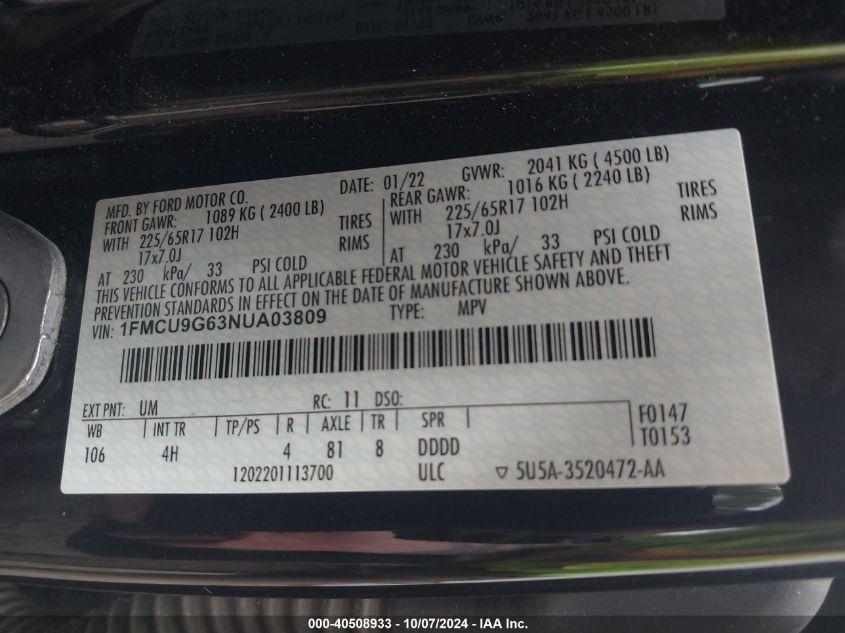 MFD. BY FORD MOTOR CO. DATE: 01/22 GVWR: 2041 KG ( 4500 LB)
FRONT GAWR: 1089 KG ( 2400 LB) REAR GAWR: 1016 KG ( 2240 LB)
WITH 225/65R17 102H TIRES WITH 225/65R17 102H TIRES
17x7.0J RIMS 17x7.0J RIMS
AT 230 kPa/ 33 PSI COLD AT 230 kPa/ 33 PSI COLD
THIS VEHICLE CONFORMS TO ALL APPLICABLE FEDERAL MOTOR VEHICLE SAFETY AND THEFT
PREVENTION STANDARDS IN EFFECT ON THE DATE OF MANUFACTURE SHOWN ABOVE.
VIN: 1FMCU9G63NUA03809 TYPE: MPV
EXT PNT: UM RC: 11 DSO:
WB INT TR TP/PS R AXLE TR SPR F0147
106 4H 4 81 8 DDDD T0153
1202201113700 ULC 5U5A-3520472-AA
000-40508933 - 10/07/2024 - IAA Inc.